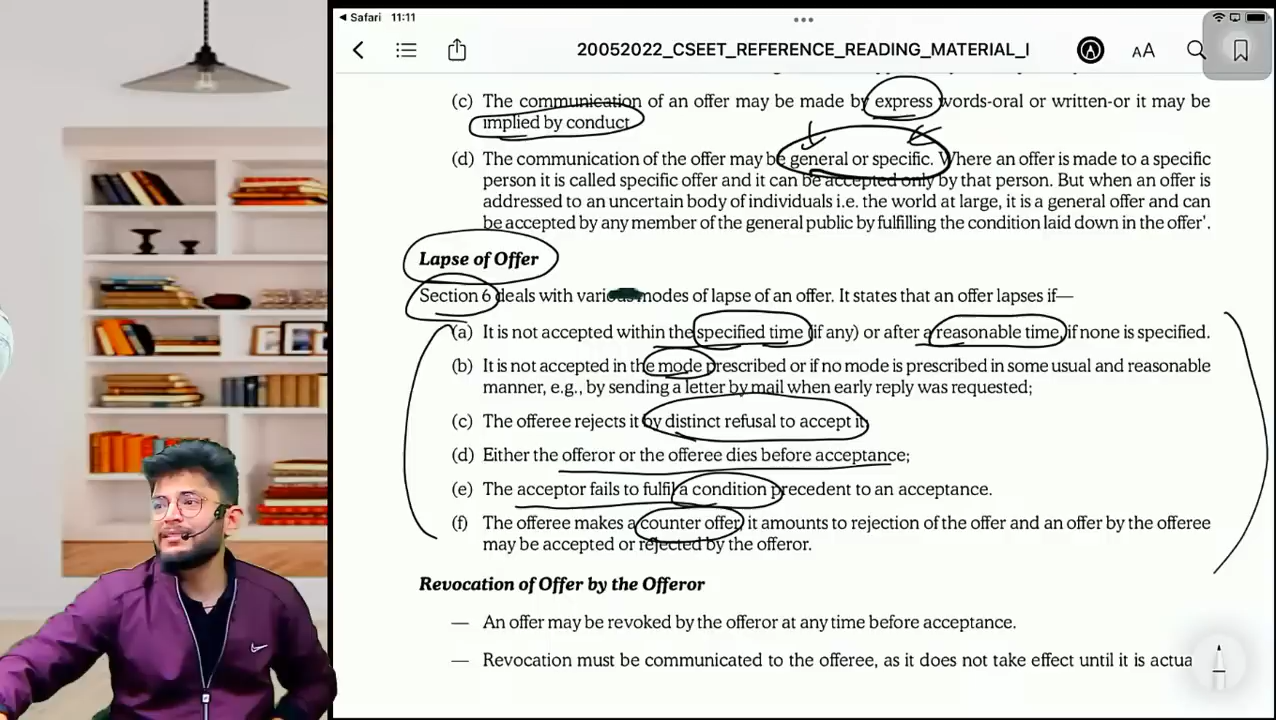 Safari 11:11
20052022_CSEET_REFERENCE_READING_MATERIAL_I
AA
(c) The communication of an offer may be made by express words-oral or written-or it may be
implied by conduct
(d) The communication of the offer may be general or specific. Where an offer is made to a specific
person it is called specific offer and it can be accepted only by that person. But when an offer is
addressed to an uncertain body of individuals i.e. the world at large, it is a general offer and can
be accepted by any member of the general public by fulfilling the condition laid down in the offer'.
Lapse of Offer
Section 6 deals with various modes of lapse of an offer. It states that an offer lapses if—
(a) It is not accepted within the specified time (if any) or after a reasonable time, if none is specified.
(b) It is not accepted in the mode prescribed or if no mode is prescribed in some usual and reasonable
manner, e.g., by sending a letter by mail when early reply was requested;
(c) The offeree rejects it by distinct refusal to accept it
(d) Either the offeror or the offeree dies before acceptance;
(e) The acceptor fails to fulfil a condition precedent to an acceptance.
(f) The offeree makes a counter offer, it amounts to rejection of the offer and an offer by the offeree
may be accepted or rejected by the offeror.
Revocation of Offer by the Offeror
— An offer may be revoked by the offeror at any time before acceptance.
— Revocation must be communicated to the offeree, as it does not take effect until it is actua